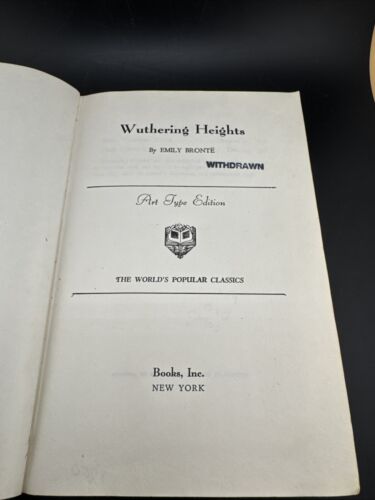 Wuthering Heights
By EMILY BRONTË
WITHDRAWN
Art Type Edition
THE WORLD'S POPULAR CLASSICS
Books, Inc.
NEW YORK